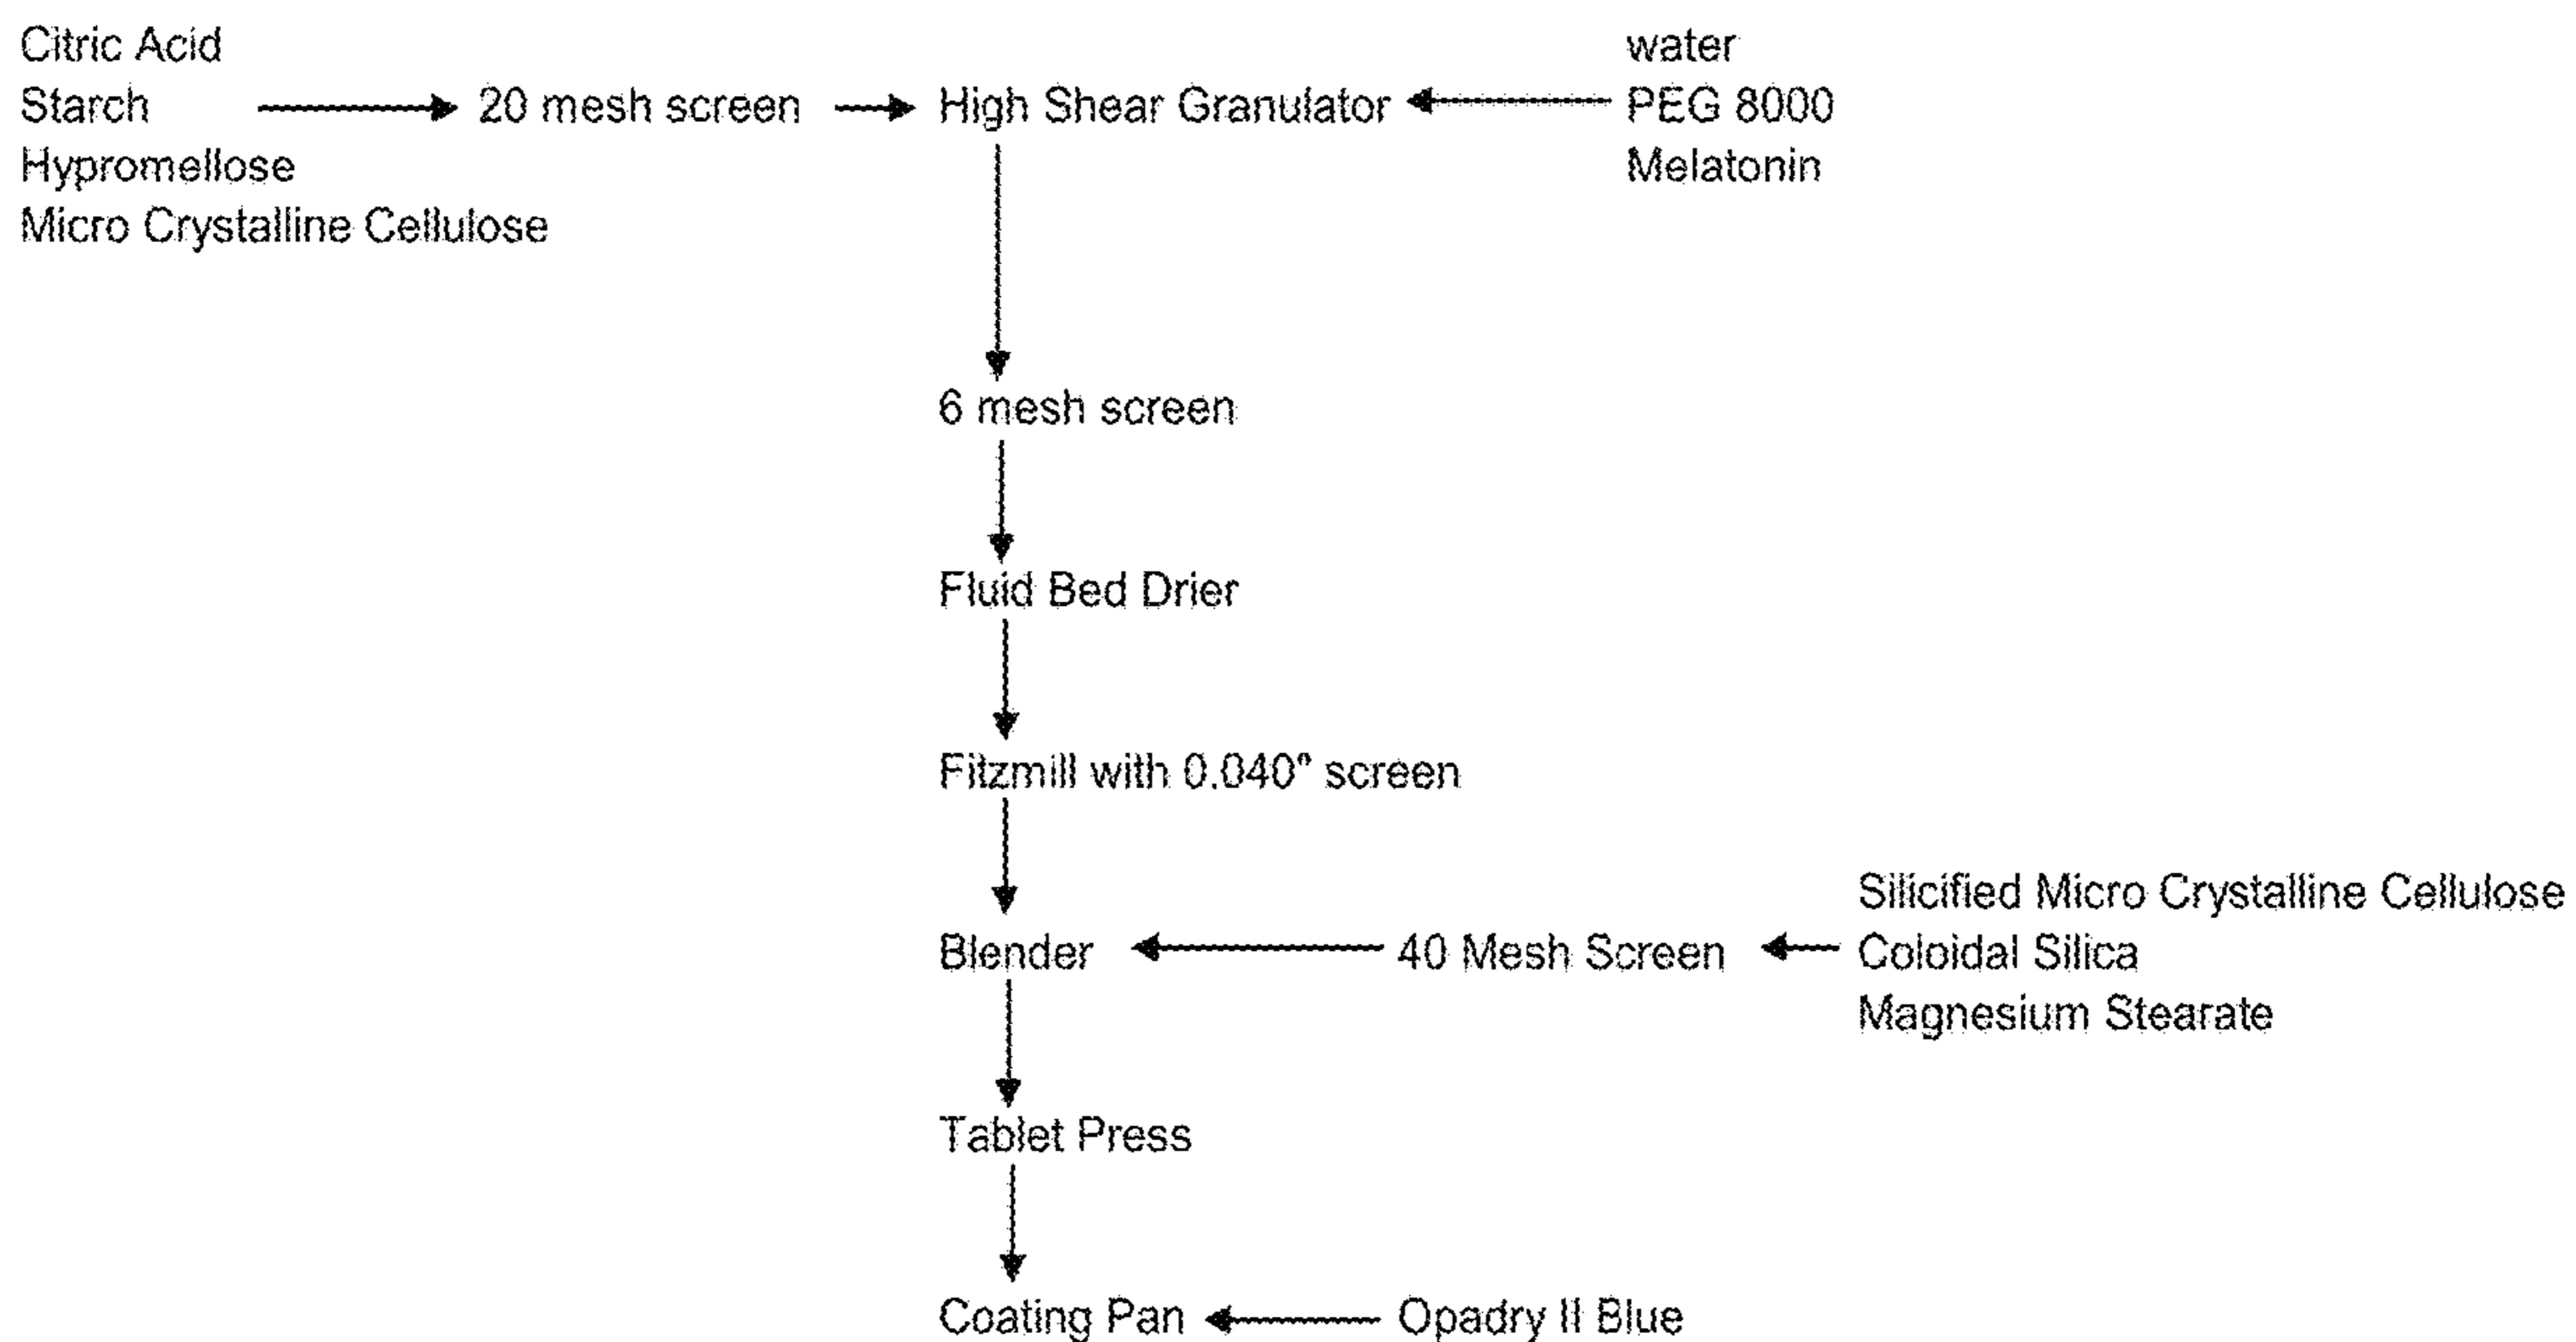 Citric Acid
Starch
Hypromellose
Micro Crystalline Cellulose
20 mesh screen
High Shear Granulator
water
PEG 8000
Melatonin
6 mesh screen
Fluid Bed Drier
Fitzmill with 0.040" screen
Blender
40 Mesh Screen
Silicified Micro Crystalline Cellulose
Coloidal Silica
Magnesium Stearate
Tablet Press
Coating Pan
Opadry II Blue